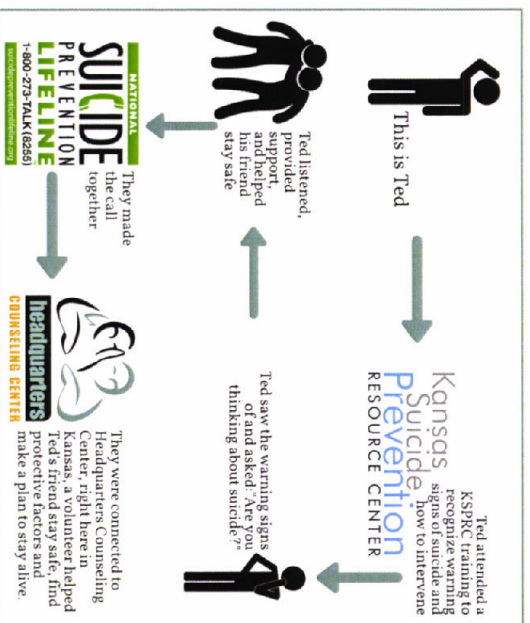 This is Ted
Kansas
Suicide
Prevention
RESOURCE CENTER
Ted attended a
KSPRC training to
recognize warning
signs of suicide and
how to intervene
Ted saw the warning signs
of and asked: "Are you
thinking about suicide?"
Ted listened,
provided
support,
and helped
his friend
stay safe
NATIONAL
SUICIDE
PREVENTION
LIFELINE
1-800-273-TALK (8255)
suicidepreventionlifeline.org
They made
the call
together
headquarters
COUNSELING CENTER
They were connected to
Headquarters Counseling
Center, right here in
Kansas, a volunteer helped
Ted's friend stay safe, find
protective factors and
make a plan to stay alive.